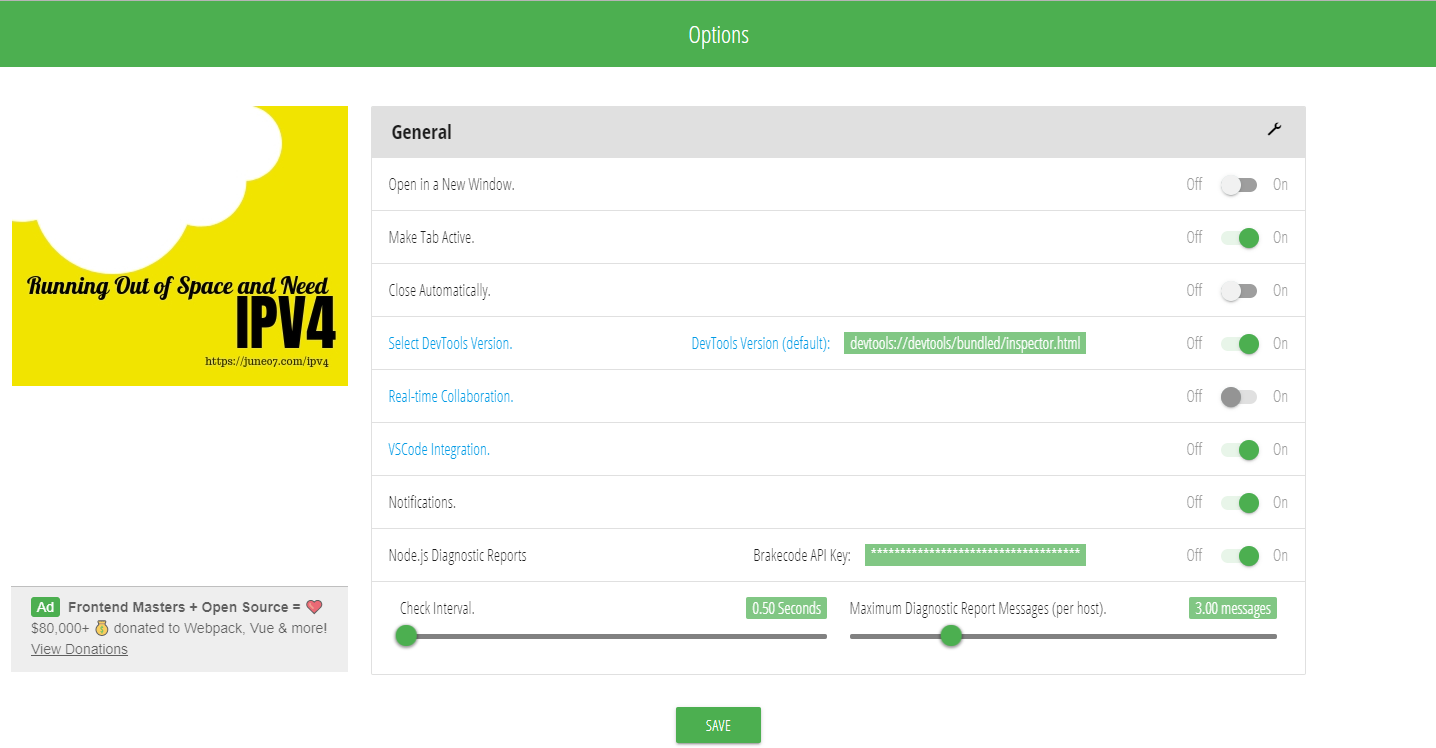 Options
Running Out of Space and Need
IPV4
https://juneo7.com/ipv4
Ad Frontend Masters + Open Source =
$80,000+ donated to Webpack, Vue & more!
View Donations
General
Open in a New Window. Off On
Make Tab Active. Off On
Close Automatically. Off On
Select DevTools Version. DevTools Version (default): devtools://devtools/bundled/inspector.html Off On
Real-time Collaboration. Off On
VSCode Integration. Off On
Notifications. Off On
Node.js Diagnostic Reports Brakecode API Key: ************************************ Off On
Check Interval. 0.50 Seconds Maximum Diagnostic Report Messages (per host). 3.00 messages
SAVE